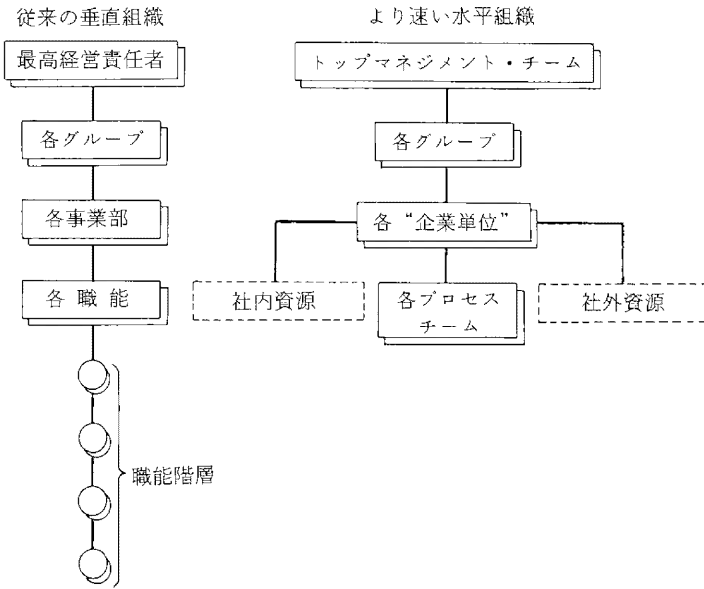 従来の垂直組織
最高経営責任者
各グループ
各事業部
各 職 能
職能階層
より速い水平組織
トップマネジメント・チーム
各グループ
各“企業単位”
社内資源
各プロセス
チーム
社外資源